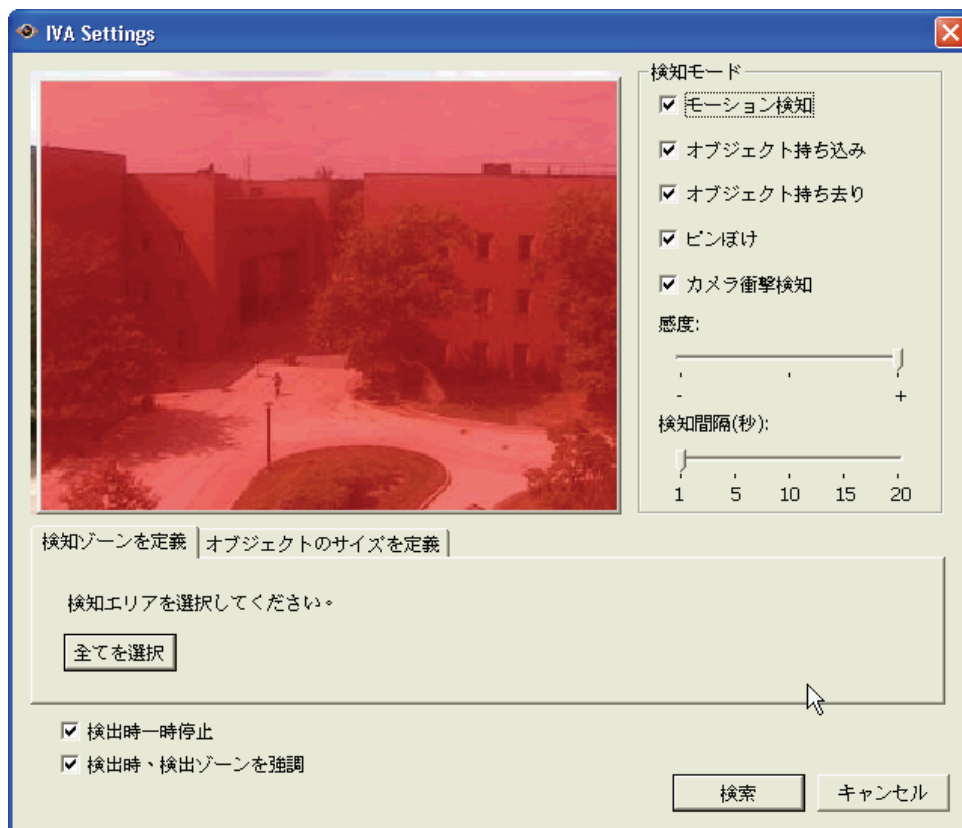 IVA Settings
検知モード
モーション検知
オブジェクト持ち込み
オブジェクト持ち去り
ピンぼけ
カメラ衝撃検知
感度:
- +
検知間隔(秒):
1 5 10 15 20
検知ゾーンを定義 オブジェクトのサイズを定義
検知エリアを選択してください。
全てを選択
検出時一時停止
検出時、検出ゾーンを強調
検索 キャンセル